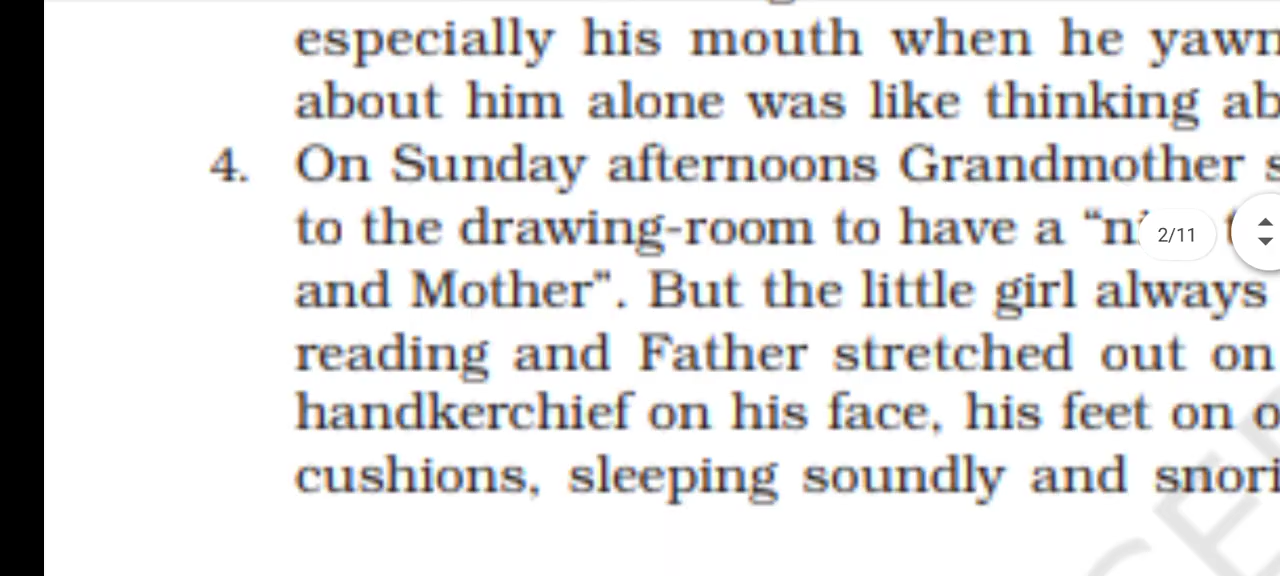 especially his mouth when he yawn
about him alone was like thinking ab
4. On Sunday afternoons Grandmother s
to the drawing-room to have a "ni
2/11
and Mother". But the little girl always
reading and Father stretched out on
handkerchief on his face, his feet on o
cushions, sleeping soundly and snori